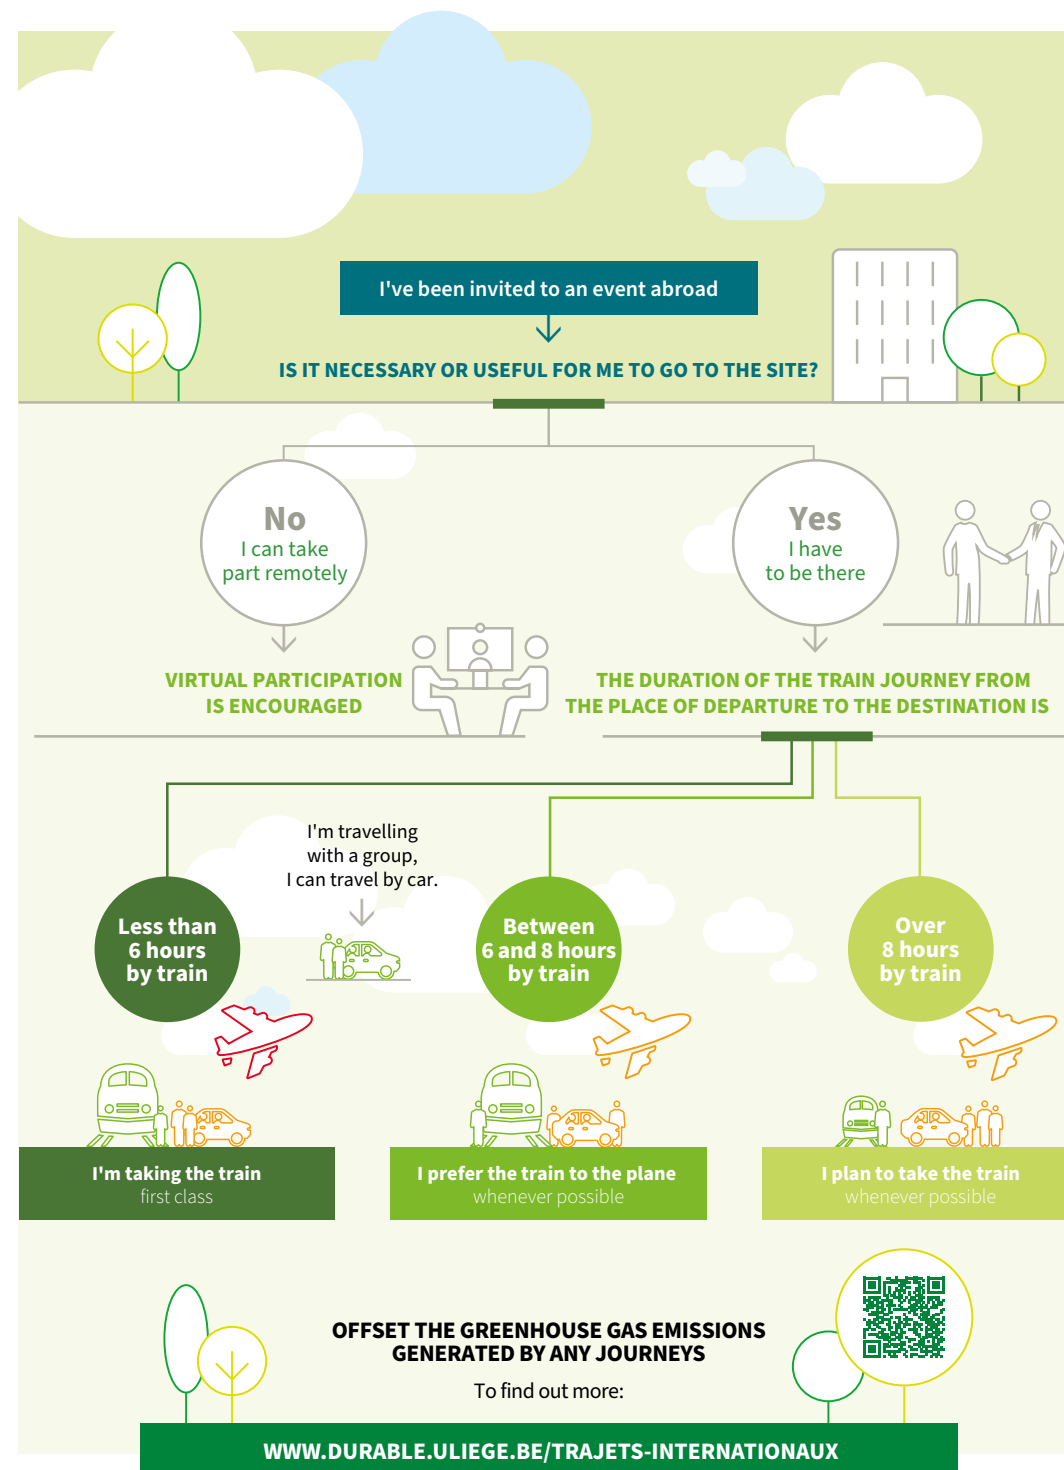 I've been invited to an event abroad
IS IT NECESSARY OR USEFUL FOR ME TO GO TO THE SITE?
No
I can take
part remotely
Yes
I have
to be there
VIRTUAL PARTICIPATION
IS ENCOURAGED
THE DURATION OF THE TRAIN JOURNEY FROM
THE PLACE OF DEPARTURE TO THE DESTINATION IS
I'm travelling
with a group,
I can travel by car.
Less than
6 hours
by train
Between
6 and 8 hours
by train
Over
8 hours
by train
I'm taking the train
first class
I prefer the train to the plane
whenever possible
I plan to take the train
whenever possible
OFFSET THE GREENHOUSE GAS EMISSIONS
GENERATED BY ANY JOURNEYS
To find out more:
WWW.DURABLE.ULIEGE.BE/TRAJETS-INTERNATIONAUX